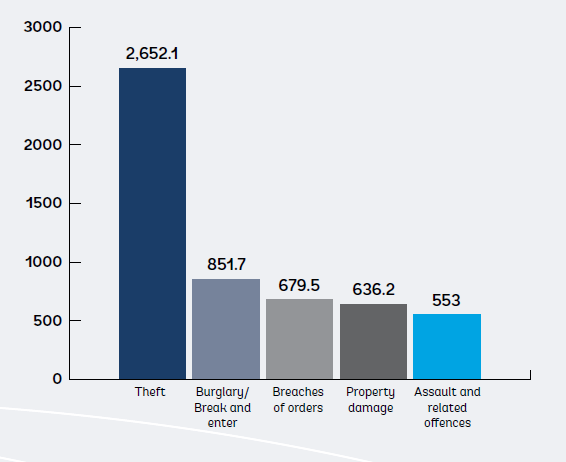 3000
2,652.1
2500
2000
1500
1000
851.7
679.5
636.2
553
500
0
Theft
Burglary/
Break and
enter
Breaches
of orders
Property
damage
Assault and
related
offences